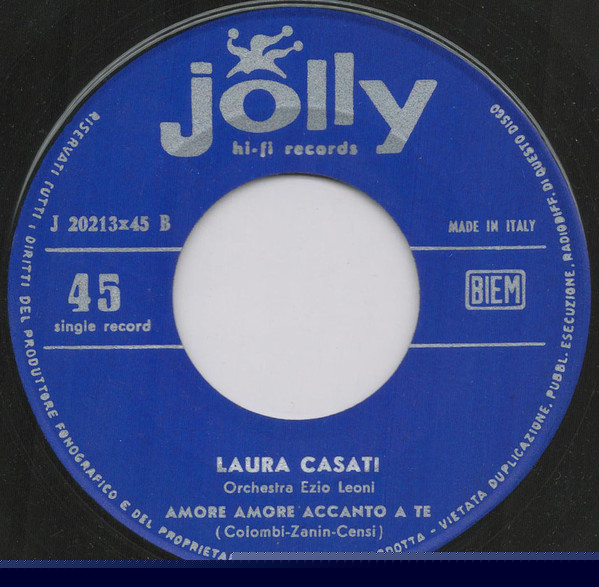 jolly
hi-fi records
J 20213x45 B
MADE IN ITALY
45
single record
BIEM
LAURA CASATI
Orchestra Ezio Leoni
AMORE AMORE ACCANTO A TE
(Colombi-Zanin-Censi)
RISERVATI TUTTI I DIRITTI DEL PRODUTTORE FONOGRAFICO E DEL PROPRIETA
- VIETATA DUPLICAZIONE, PUBBL. ESECUZIONE, RADIODIFF. DI QUESTO DISCO